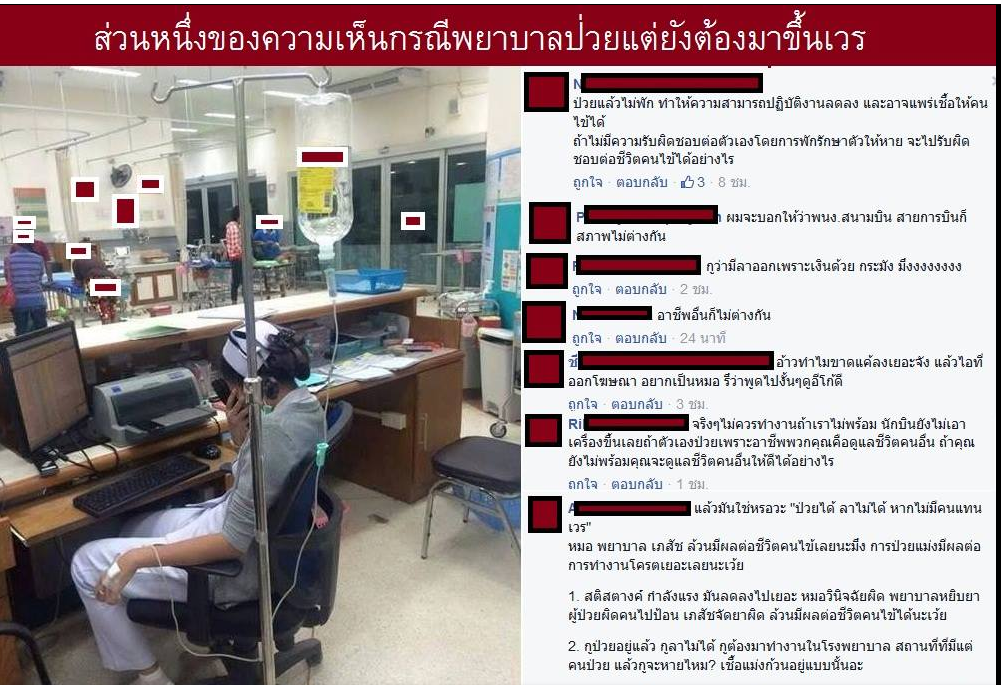 ส่วนหนึ่งของความเห็นกรณีพยาบาลป่วยแต่ยังต้องมาขึ้นเวร
N
ป่วยแล้วไม่พัก ทำให้ความสามารถปฏิบัติงานลดลง และอาจแพร่เชื้อให้คน
ไข้ได้
ถ้าไม่มีความรับผิดชอบต่อตัวเองโดยการพักรักษาตัวให้หาย จะไปรับผิด
ชอบต่อชีวิตคนไข้ได้อย่างไร
ถูกใจ · ตอบกลับ · 3 · 8 ชม.
P ผมจะบอกให้ว่าพนง.สนามบิน สายการบินก็
สภาพไม่ต่างกัน
กูว่ามีลาออกเพราะเงินด้วย กระมัง มึงงงงงงงง
ถูกใจ · ตอบกลับ · 2 ชม.
อาชีพอื่นก็ไม่ต่างกัน
ถูกใจ · ตอบกลับ · 24 นาที
ชี อ้าวทำไมขาดแค้ลงเยอะจัง แล้วไอที่
ออกโฆษณา อยากเป็นหมอ รึว่าพูดไปงั้นๆดูอีโก้ดี
ถูกใจ · ตอบกลับ · 3 ชม.
Ri จริงๆไม่ควรทำงานถ้าเราไม่พร้อม นักบินยังไม่เอา
เครื่องขึ้นเลยถ้าตัวเองป่วยเพราะอาชีพพวกคุณคือดูแลชีวิตคนอื่น ถ้าคุณ
ยังไม่พร้อมคุณจะดูแลชีวิตคนอื่นให้ดีได้อย่างไร
ถูกใจ · ตอบกลับ · 1 ชม.
A แล้วมันใช่หรอวะ "ป่วยได้ ลาไม่ได้ หากไม่มีคนแทน
เวร"
หมอ พยาบาล เภสัช ล้วนมีผลต่อชีวิตคนไข้เลยนะมึง การป่วยแม่งมีผลต่อ
การทำงานโครตเยอะเลยนะเว้ย
1. สติสตางค์ กำลังแรง มันลดลงไปเยอะ หมอวินิจฉัยผิด พยาบาลหยิบยา
ผู้ป่วยผิดคนไปป้อน เภสัชจัดยาผิด ล้วนมีผลต่อชีวิตคนไข้ได้นะเว้ย
2. กูป่วยอยู่แล้ว กูลาไม่ได้ กูต้องมาทำงานในโรงพยาบาล สถานที่ที่มีแต่
คนป่วย แล้วกูจะหายไหม? เชื้อแม่งก้วนอยู่แบบนั้นอะ